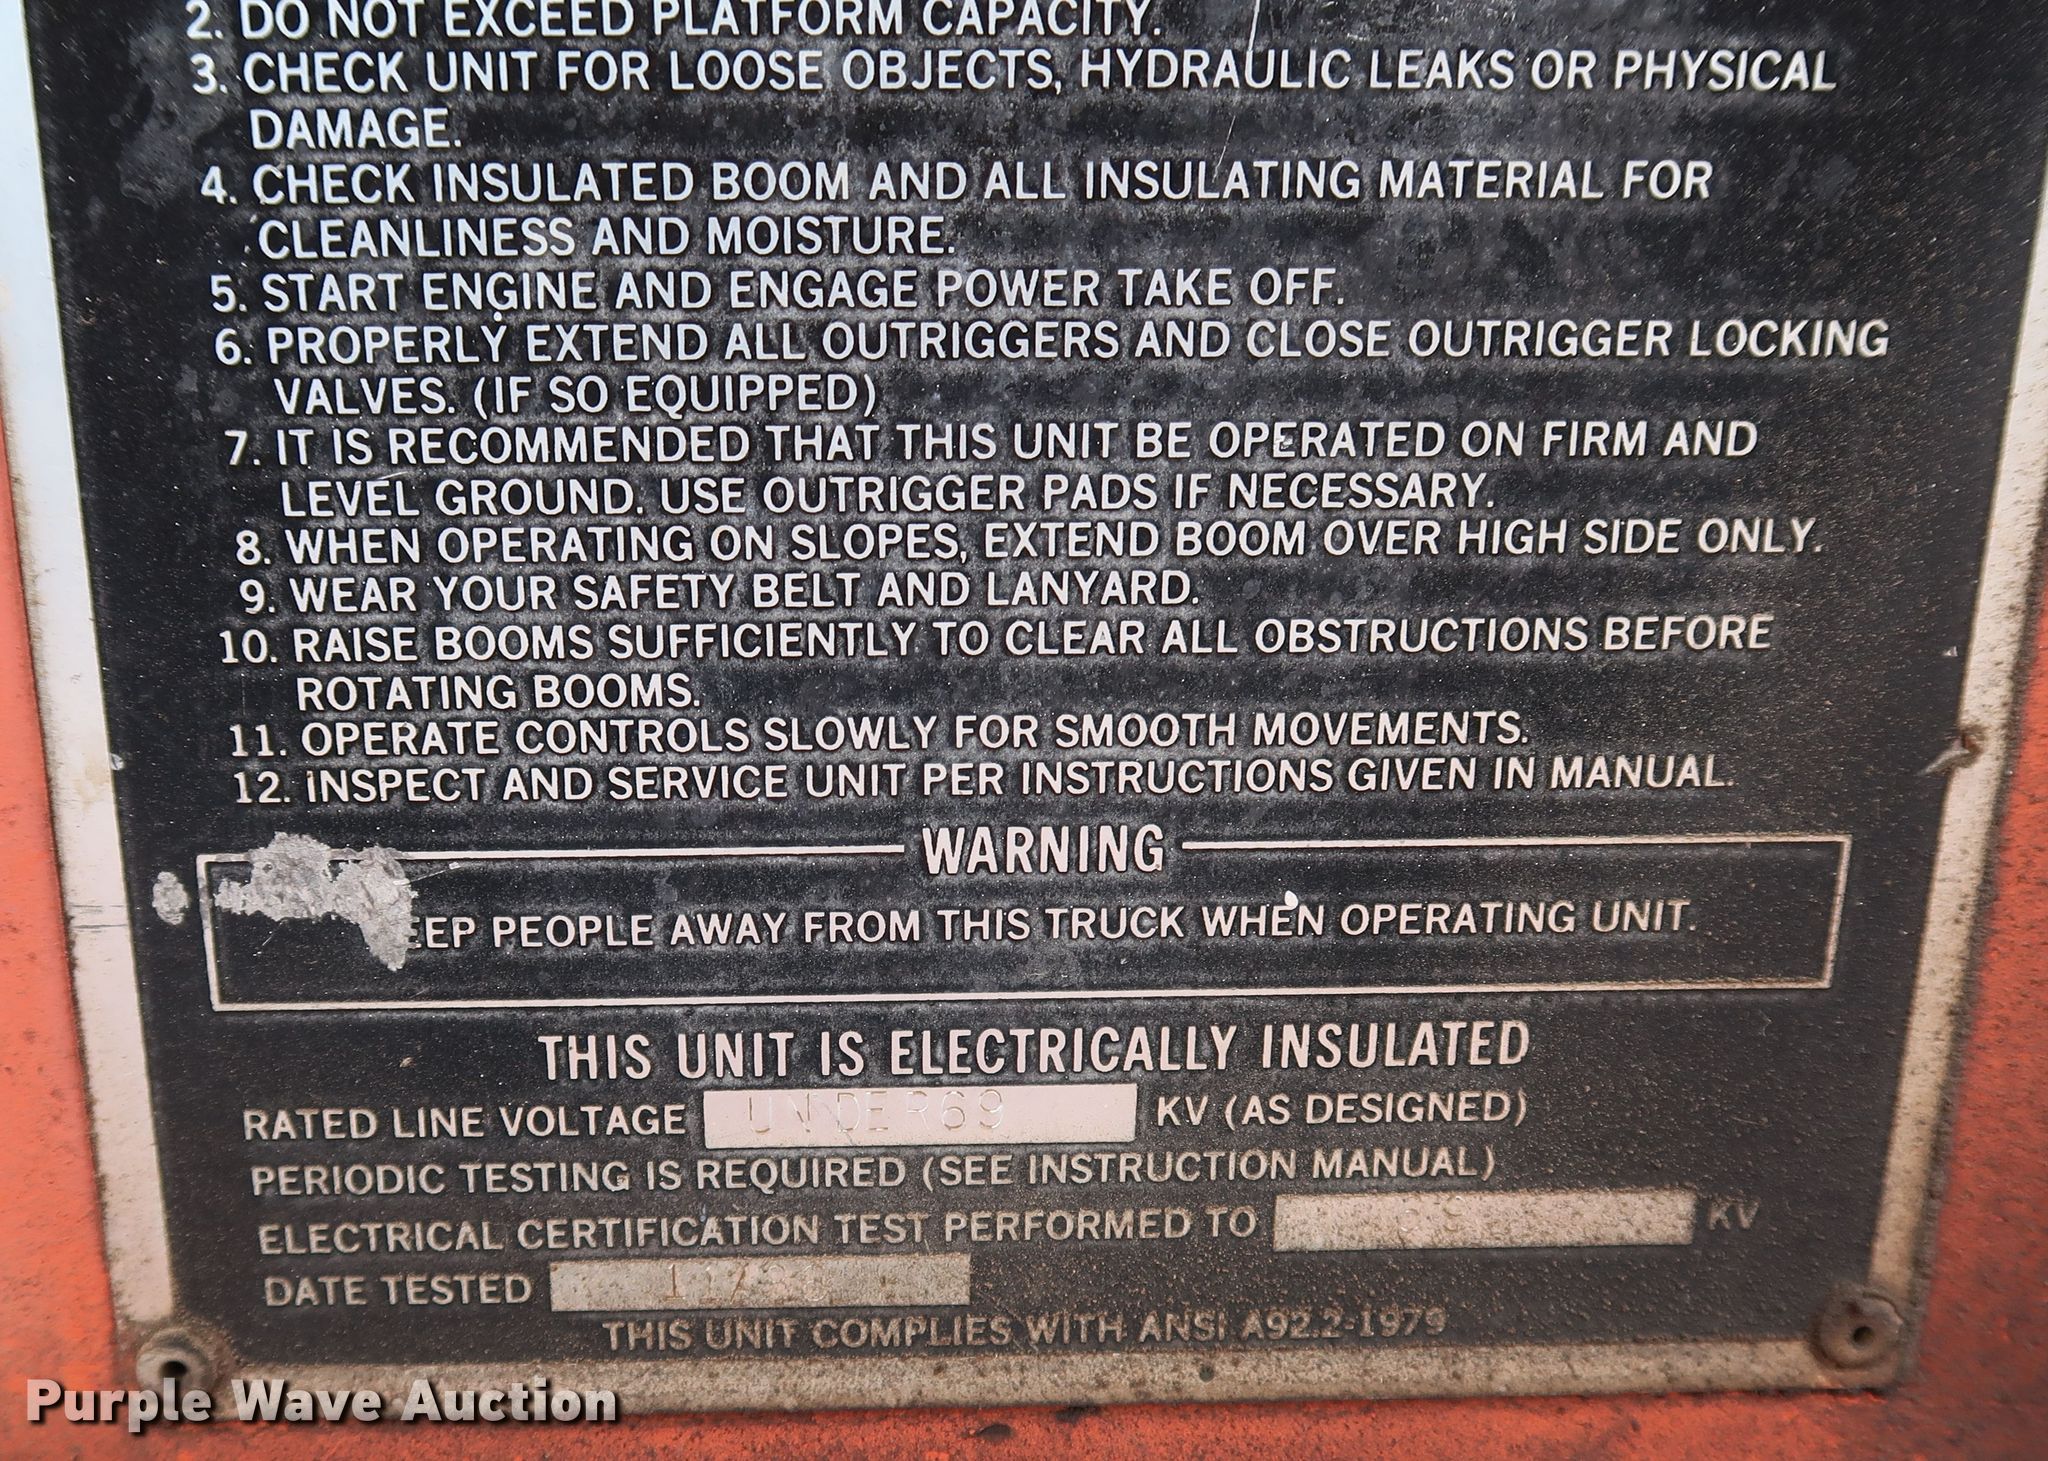 2. DO NOT EXCEED PLATFORM CAPACITY.
3. CHECK UNIT FOR LOOSE OBJECTS, HYDRAULIC LEAKS OR PHYSICAL
DAMAGE.
4. CHECK INSULATED BOOM AND ALL INSULATING MATERIAL FOR
CLEANLINESS AND MOISTURE.
5. START ENGINE AND ENGAGE POWER TAKE OFF.
6. PROPERLY EXTEND ALL OUTRIGGERS AND CLOSE OUTRIGGER LOCKING
VALVES. (IF SO EQUIPPED)
7. IT IS RECOMMENDED THAT THIS UNIT BE OPERATED ON FIRM AND
LEVEL GROUND. USE OUTRIGGER PADS IF NECESSARY.
8. WHEN OPERATING ON SLOPES, EXTEND BOOM OVER HIGH SIDE ONLY.
9. WEAR YOUR SAFETY BELT AND LANYARD.
10. RAISE BOOMS SUFFICIENTLY TO CLEAR ALL OBSTRUCTIONS BEFORE
ROTATING BOOMS.
11. OPERATE CONTROLS SLOWLY FOR SMOOTH MOVEMENTS.
12. INSPECT AND SERVICE UNIT PER INSTRUCTIONS GIVEN IN MANUAL.
WARNING
EEP PEOPLE AWAY FROM THIS TRUCK WHEN OPERATING UNIT.
THIS UNIT IS ELECTRICALLY INSULATED
RATED LINE VOLTAGE UNDER69 KV (AS DESIGNED)
PERIODIC TESTING IS REQUIRED (SEE INSTRUCTION MANUAL)
ELECTRICAL CERTIFICATION TEST PERFORMED TO KV
DATE TESTED
THIS UNIT COMPLIES WITH ANSI A92.2-1979
Purple Wave Auction